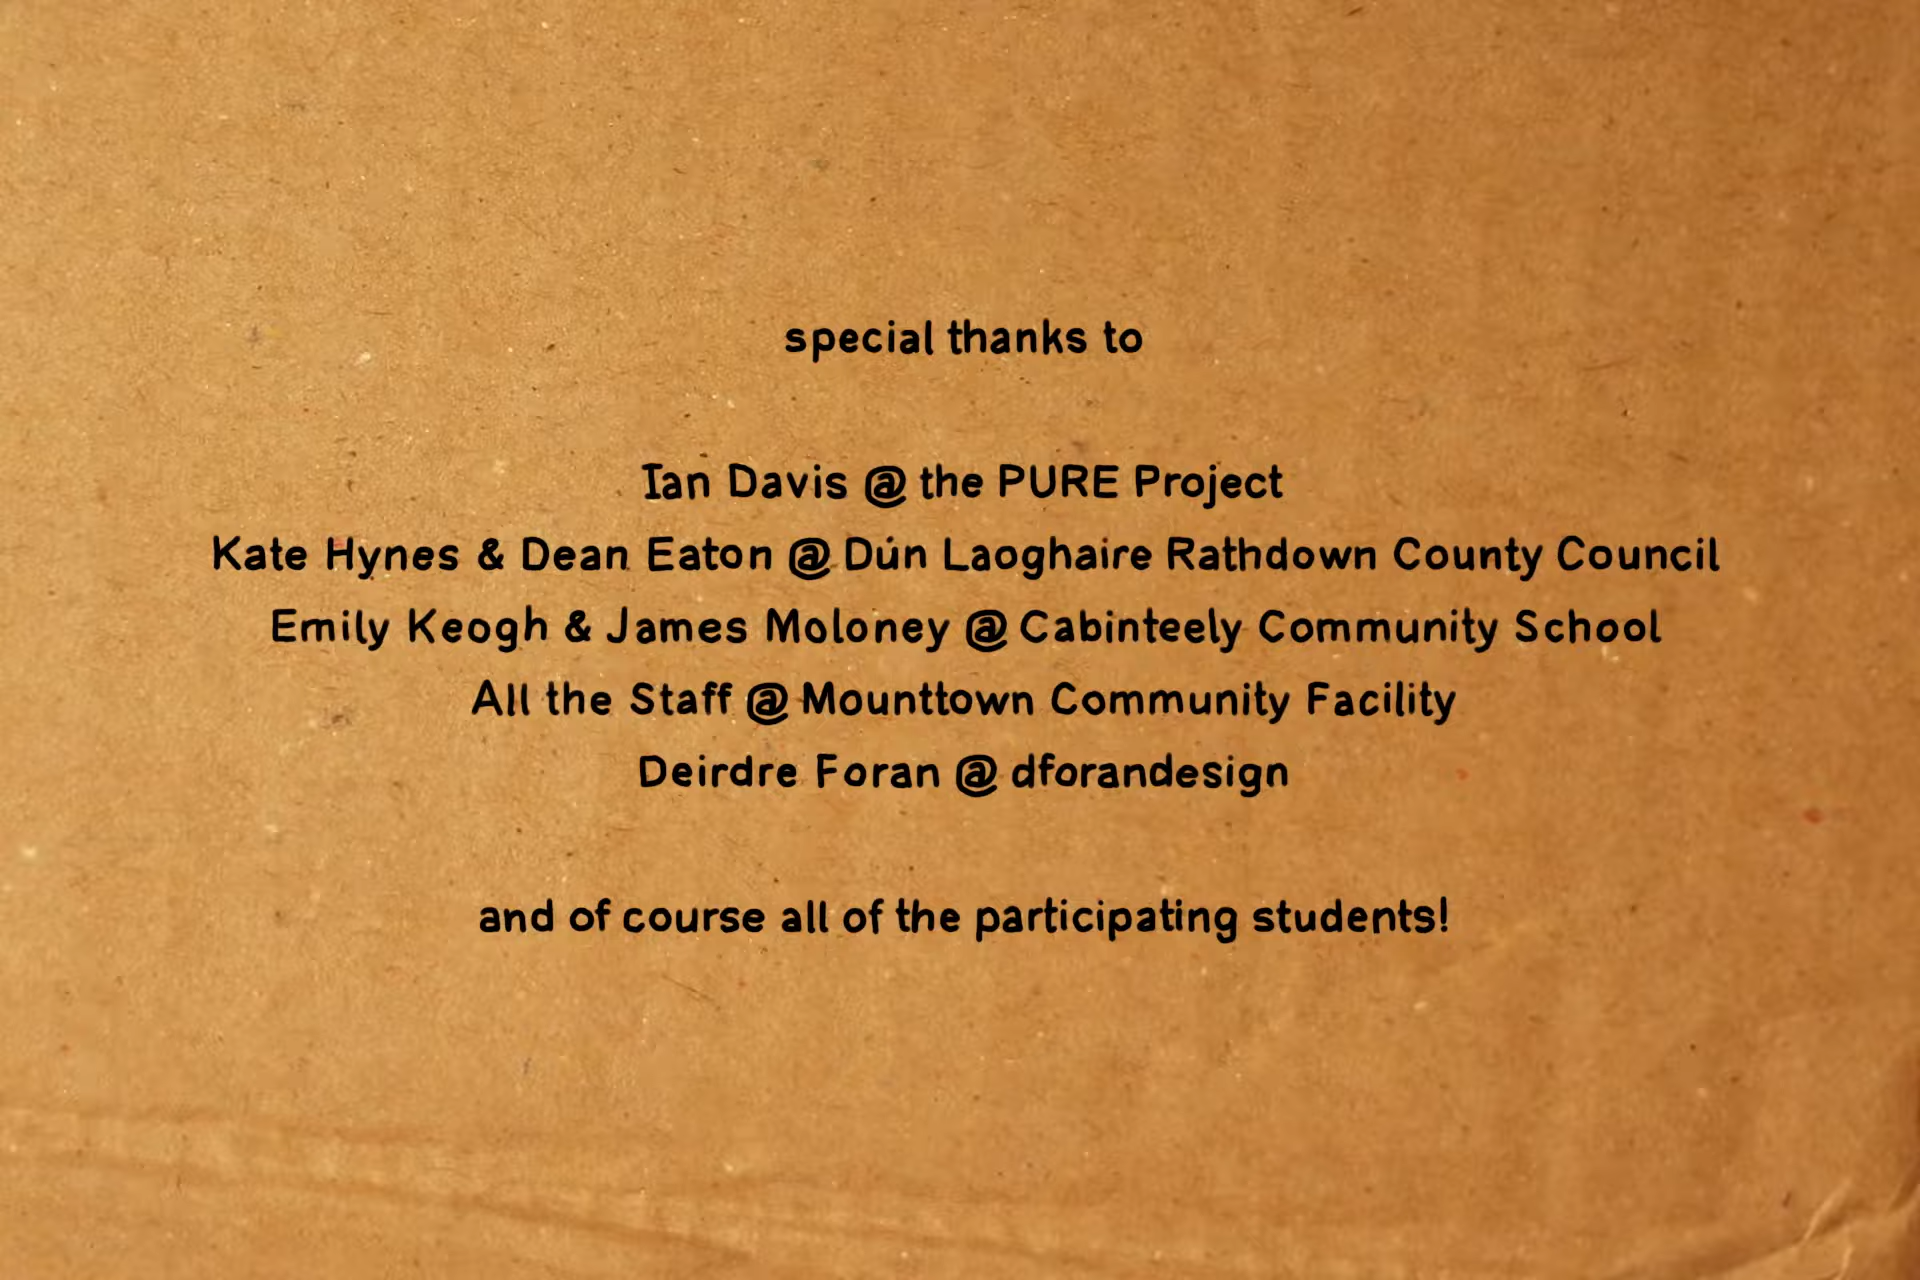 special thanks to
Ian Davis @ the PURE Project
Kate Hynes & Dean Eaton @ Dún Laoghaire Rathdown County Council
Emily Keogh & James Moloney @ Cabinteely Community School
All the Staff @ Mounttown Community Facility
Deirdre Foran @ dforandesign
and of course all of the participating students!